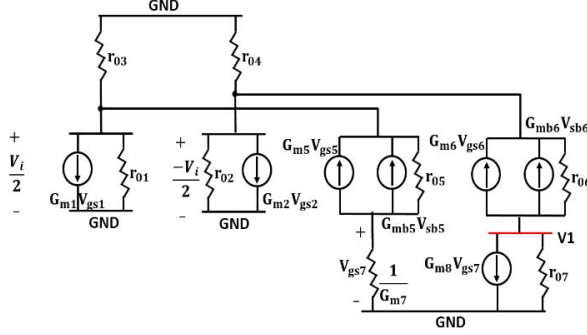 GND
r03
r04
+
Vi
2
-
Gm1Vgs1
r01
GND
+
-Vi
2
-
r02
Gm2Vgs2
GND
Gm5Vgs5
r05
Gmb5Vsb5
Gm6Vgs6
Gmb6Vsb6
r06
+
Vgs7
-
1
Gm7
V1
Gm8Vgs7
r07
GND